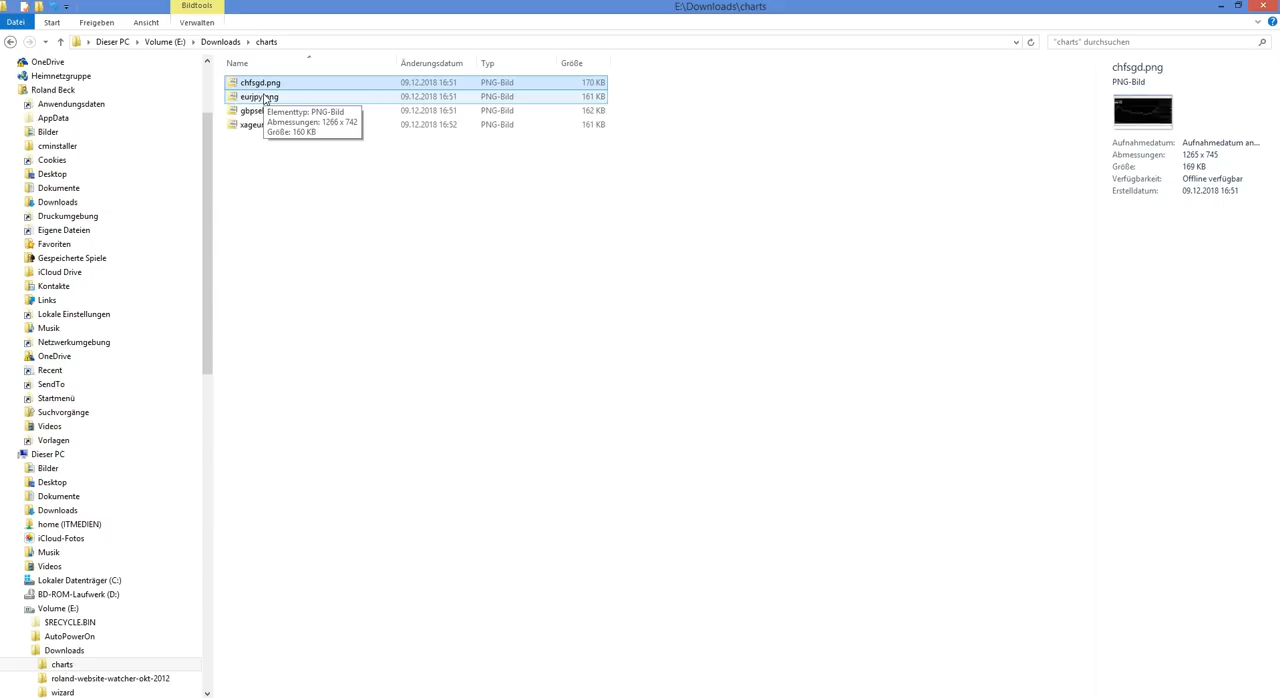 Bildtools
E:\Downloads\charts
Datei Start Freigeben Ansicht Verwalten
Dieser PC Volume (E:) Downloads charts
"charts" durchsuchen
OneDrive
Heimnetzgruppe
Roland Beck
Anwendungsdaten
AppData
Bilder
cminstaller
Cookies
Desktop
Dokumente
Downloads
Druckumgebung
Eigene Dateien
Favoriten
Gespeicherte Spiele
iCloud Drive
Kontakte
Links
Lokale Einstellungen
Musik
Netzwerkumgebung
OneDrive
Recent
SendTo
Startmenü
Suchvorgänge
Videos
Vorlagen
Dieser PC
Bilder
Desktop
Dokumente
Downloads
home (ITMEDIEN)
iCloud-Fotos
Musik
Videos
Lokaler Datenträger (C:)
BD-ROM-Laufwerk (D:)
Volume (E:)
$RECYCLE.BIN
AutoPowerOn
Downloads
charts
roland-website-watcher-okt-2012
wizard
Name Änderungsdatum Typ Größe
chfsgd.png 09.12.2018 16:51 PNG-Bild 170 KB
eurjpy.png 09.12.2018 16:51 PNG-Bild 161 KB
gbpse 09.12.2018 16:51 PNG-Bild 162 KB
xageur 09.12.2018 16:52 PNG-Bild 161 KB
Elementtyp: PNG-Bild
Abmessungen: 1266 x 742
Größe: 160 KB
chfsgd.png
PNG-Bild
Aufnahmedatum: Aufnahmedatum an...
Abmessungen: 1265 x 745
Größe: 169 KB
Verfügbarkeit: Offline verfügbar
Erstelldatum: 09.12.2018 16:51